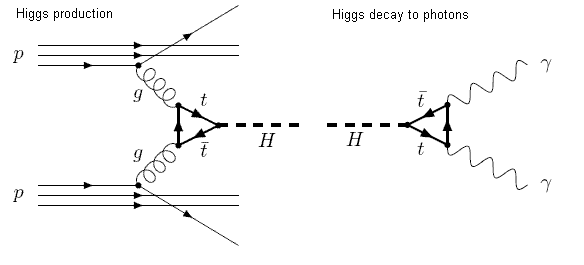 Higgs production
Higgs decay to photons
p
g
t
t̄
H
g
p
H
t̄
t
γ
γ